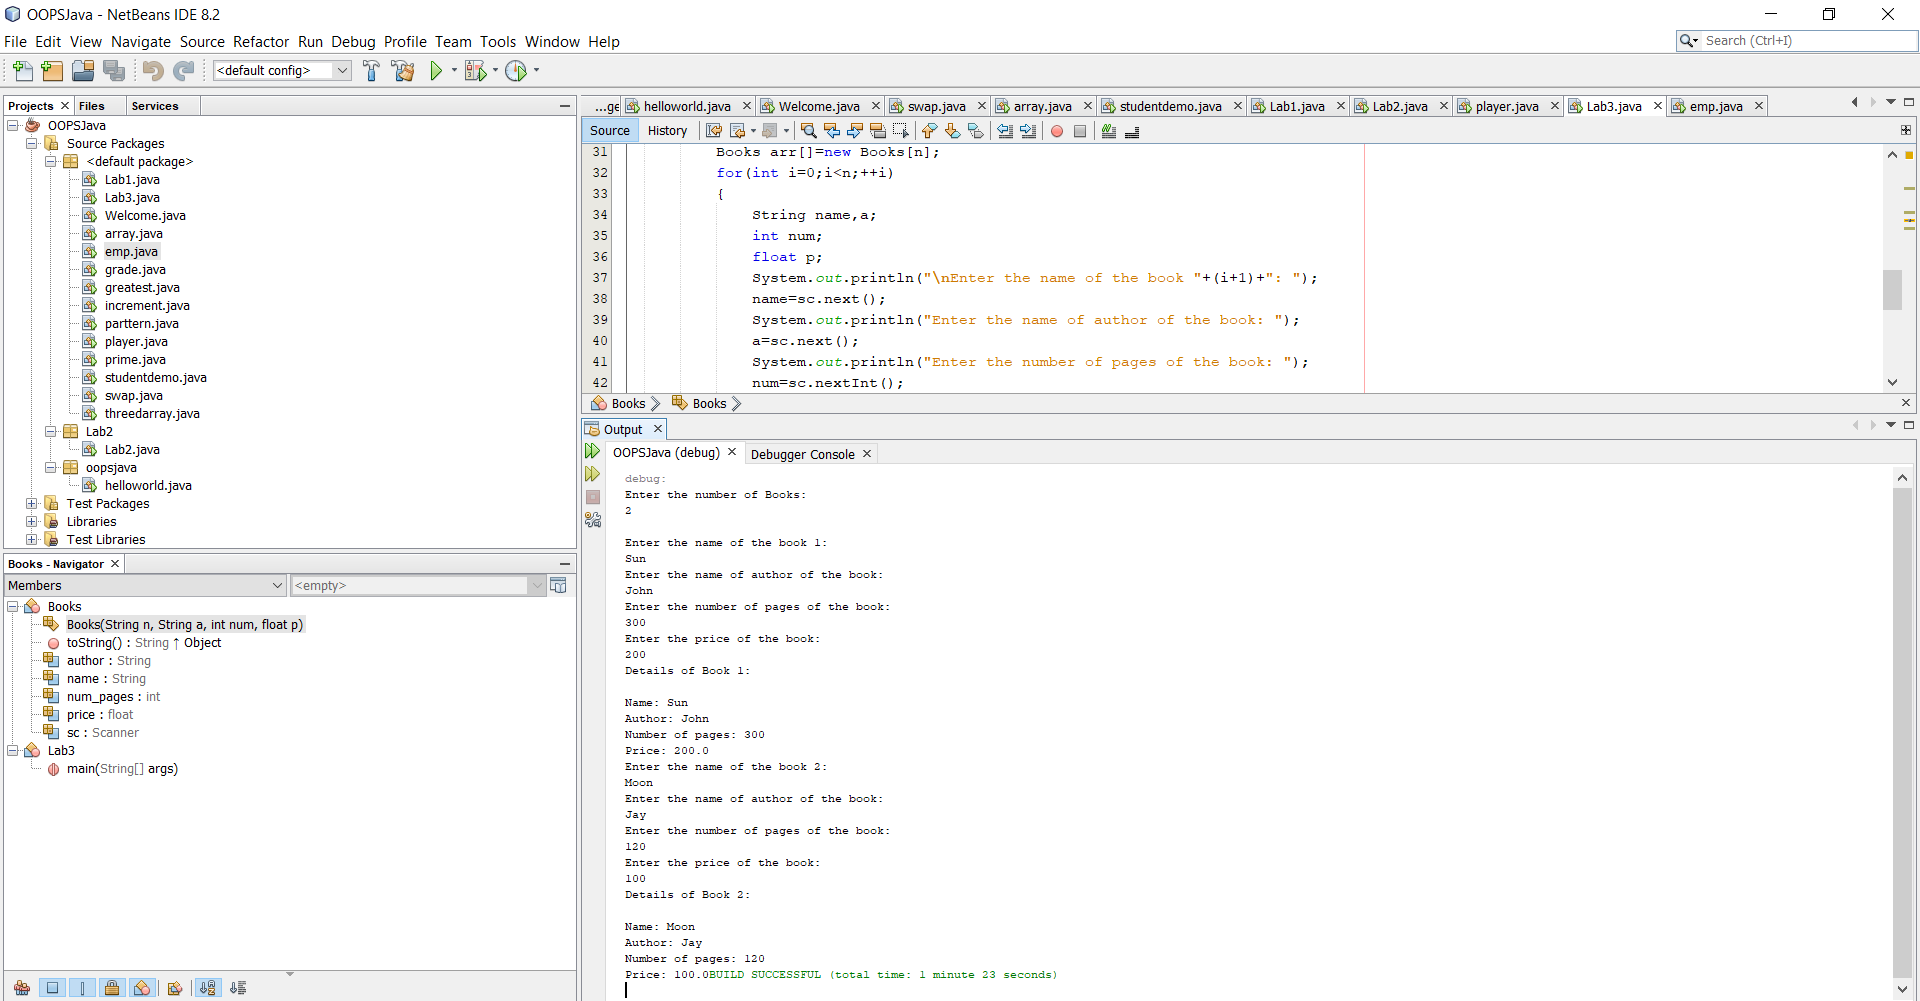 OOPSJava - NetBeans IDE 8.2
File Edit View Navigate Source Refactor Run Debug Profile Team Tools Window Help
Search (Ctrl+I)
<default config>
Projects Files Services
OOPSJava
Source Packages
<default package>
Lab1.java
Lab3.java
Welcome.java
array.java
emp.java
grade.java
greatest.java
increment.java
parttern.java
player.java
prime.java
studentdemo.java
swap.java
threedarray.java
Lab2
Lab2.java
oopsjava
helloworld.java
Test Packages
Libraries
Test Libraries
Books - Navigator
Members <empty>
Books
Books(String n, String a, int num, float p)
toString() : String ↑ Object
author : String
name : String
num_pages : int
price : float
sc : Scanner
Lab3
main(String[] args)
...ge helloworld.java Welcome.java swap.java array.java studentdemo.java Lab1.java Lab2.java player.java Lab3.java emp.java
Source History
31 Books arr[]=new Books[n];
32 for(int i=0;i<n;++i)
33 {
34 String name,a;
35 int num;
36 float p;
37 System.out.println("\nEnter the name of the book "+(i+1)+": ");
38 name=sc.next();
39 System.out.println("Enter the name of author of the book: ");
40 a=sc.next();
41 System.out.println("Enter the number of pages of the book: ");
42 num=sc.nextInt();
Books Books
Output
OOPSJava (debug) Debugger Console
debug:
Enter the number of Books:
2
Enter the name of the book 1:
Sun
Enter the name of author of the book:
John
Enter the number of pages of the book:
300
Enter the price of the book:
200
Details of Book 1:
Name: Sun
Author: John
Number of pages: 300
Price: 200.0
Enter the name of the book 2:
Moon
Enter the name of author of the book:
Jay
Enter the number of pages of the book:
120
Enter the price of the book:
100
Details of Book 2:
Name: Moon
Author: Jay
Number of pages: 120
Price: 100.0BUILD SUCCESSFUL (total time: 1 minute 23 seconds)